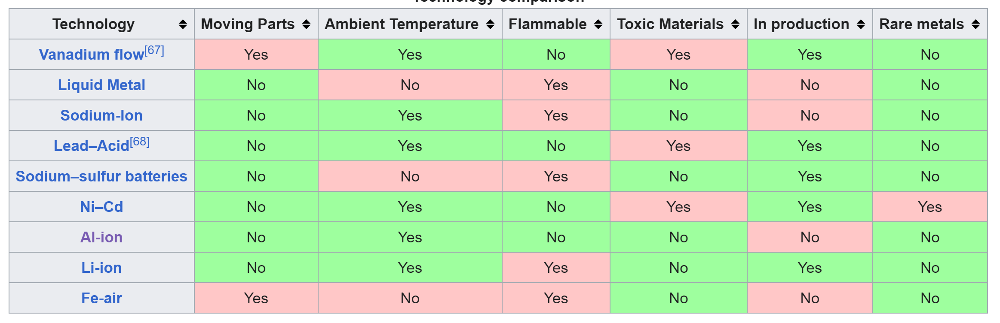 Technology comparison
Technology Moving Parts Ambient Temperature Flammable Toxic Materials In production Rare metals
Vanadium flow[67] Yes Yes No Yes Yes No
Liquid Metal No No Yes No No No
Sodium-Ion No Yes Yes No No No
Lead–Acid[68] No Yes No Yes Yes No
Sodium–sulfur batteries No No Yes No Yes No
Ni–Cd No Yes No Yes Yes Yes
Al-ion No Yes No No No No
Li-ion No Yes Yes No Yes No
Fe-air Yes No Yes No No No